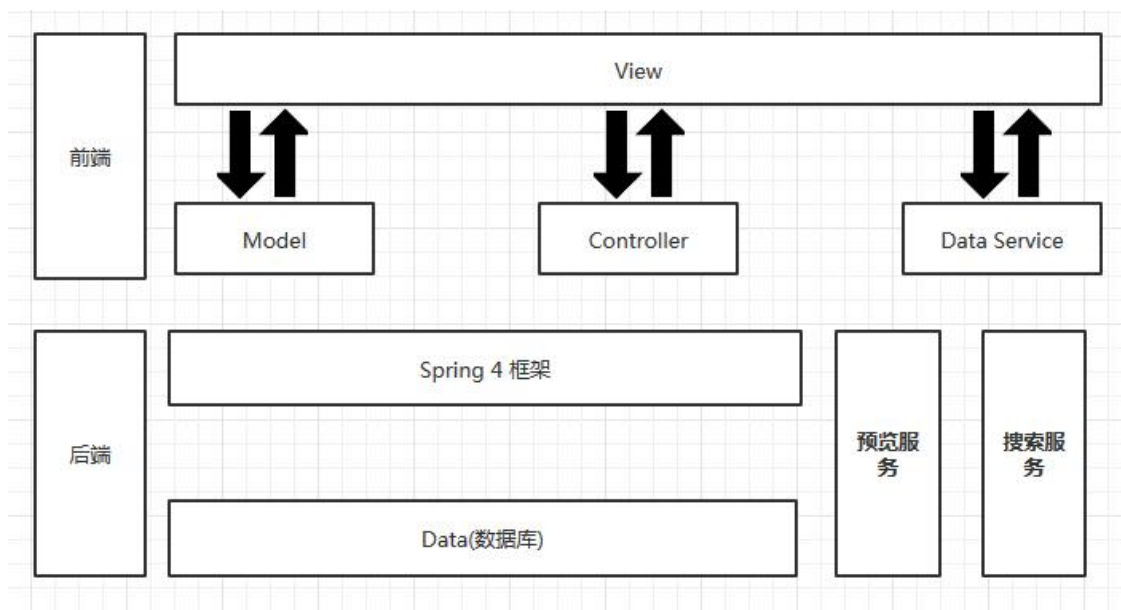 前端
View
Model
Controller
Data Service
后端
Spring 4 框架
Data(数据库)
预览服
务
搜索服
务